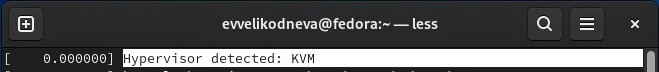 evvelikodneva@fedora:~ — less
[    0.000000] Hypervisor detected: KVM